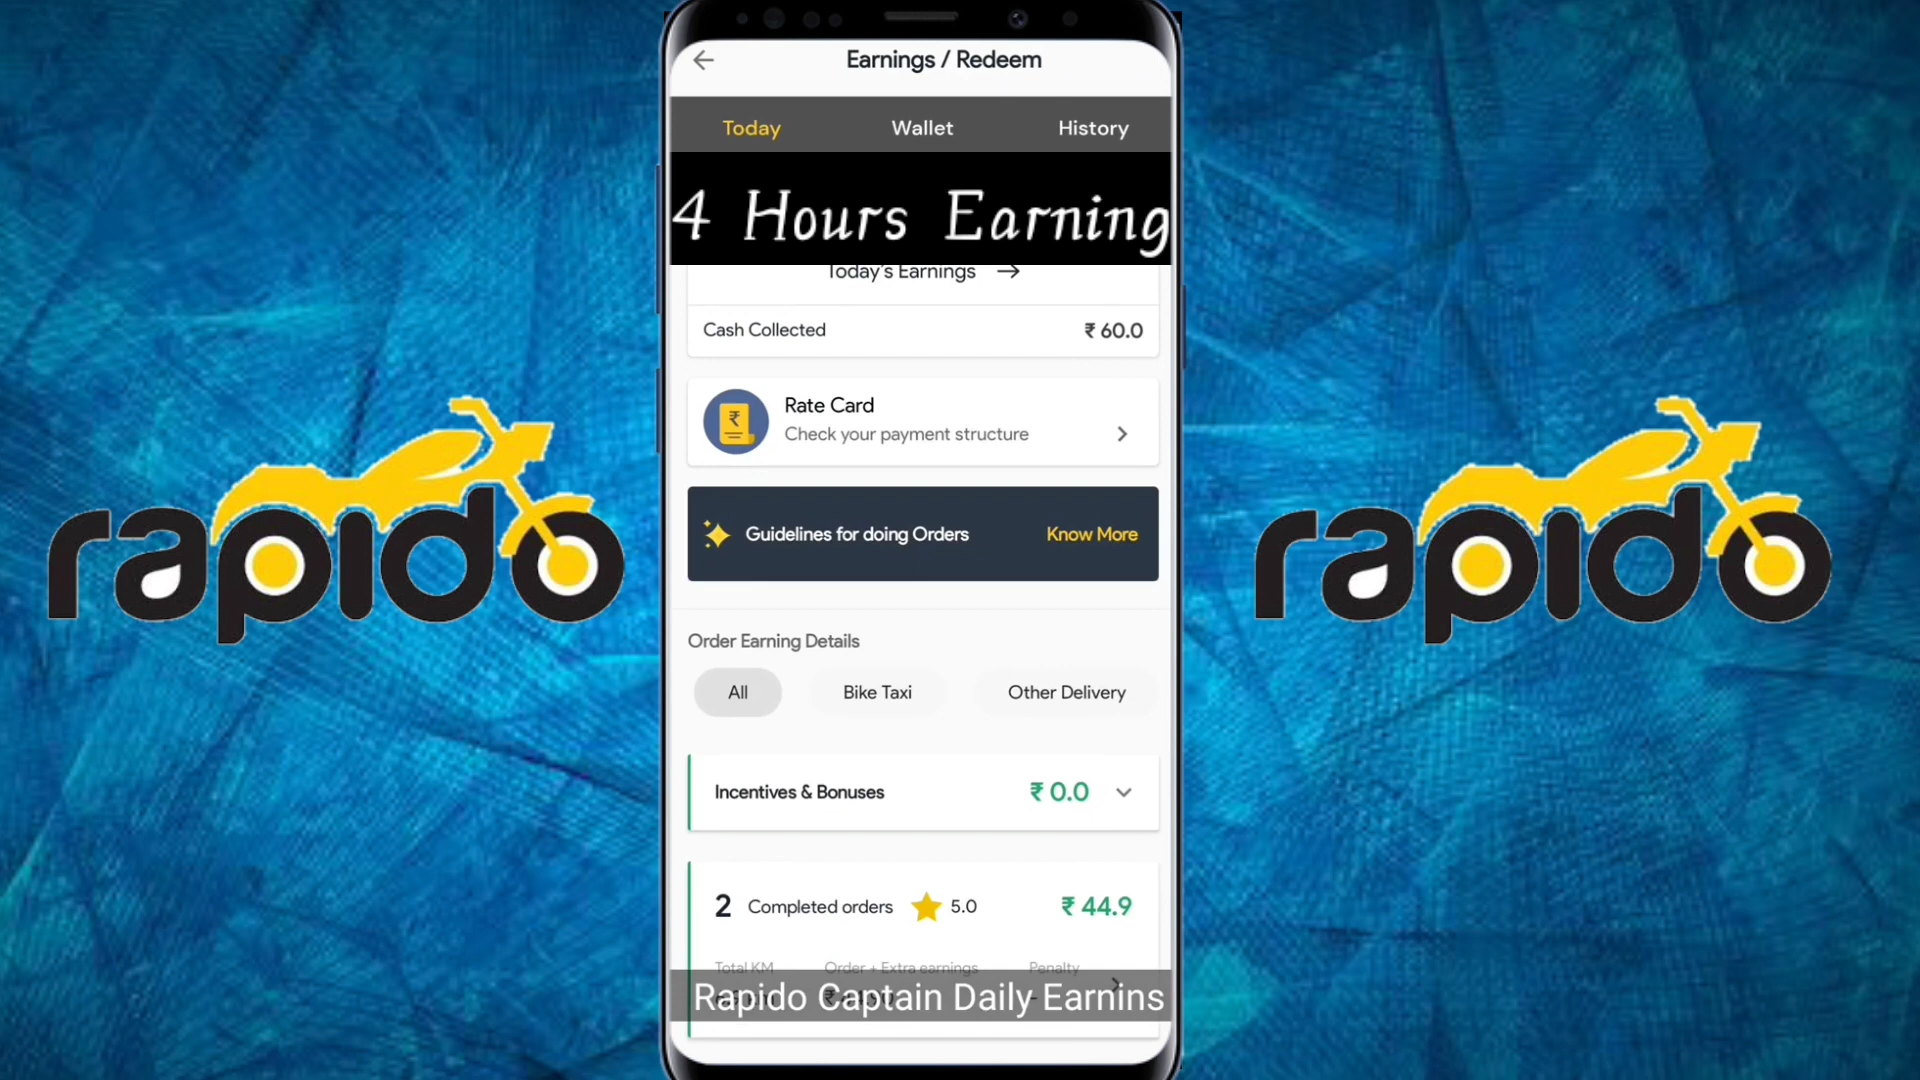 Earnings / Redeem
Today Wallet History
4 Hours Earning
Today's Earnings →
Cash Collected ₹ 60.0
Rate Card
Check your payment structure
Guidelines for doing Orders Know More
rapido
rapido
Order Earning Details
All Bike Taxi Other Delivery
Incentives & Bonuses ₹ 0.0
2 Completed orders 5.0 ₹ 44.9
Total KM Order + Extra earnings Penalty
Rapido Captain Daily Earnins